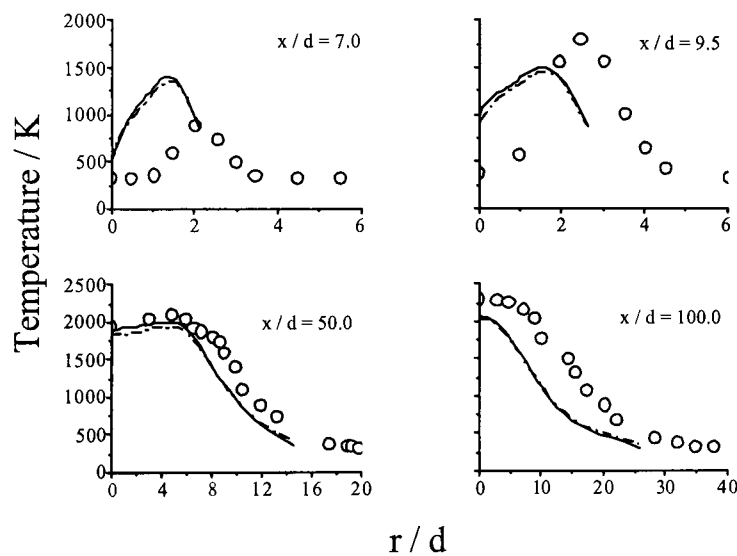 Temperature / K
2000
1500
1000
500
0
x / d = 7.0
0 2 4 6
x / d = 9.5
0 2 4 6
2500
2000
1500
1000
500
0
x / d = 50.0
0 4 8 12 16 20
x / d = 100.0
0 10 20 30 40
r / d